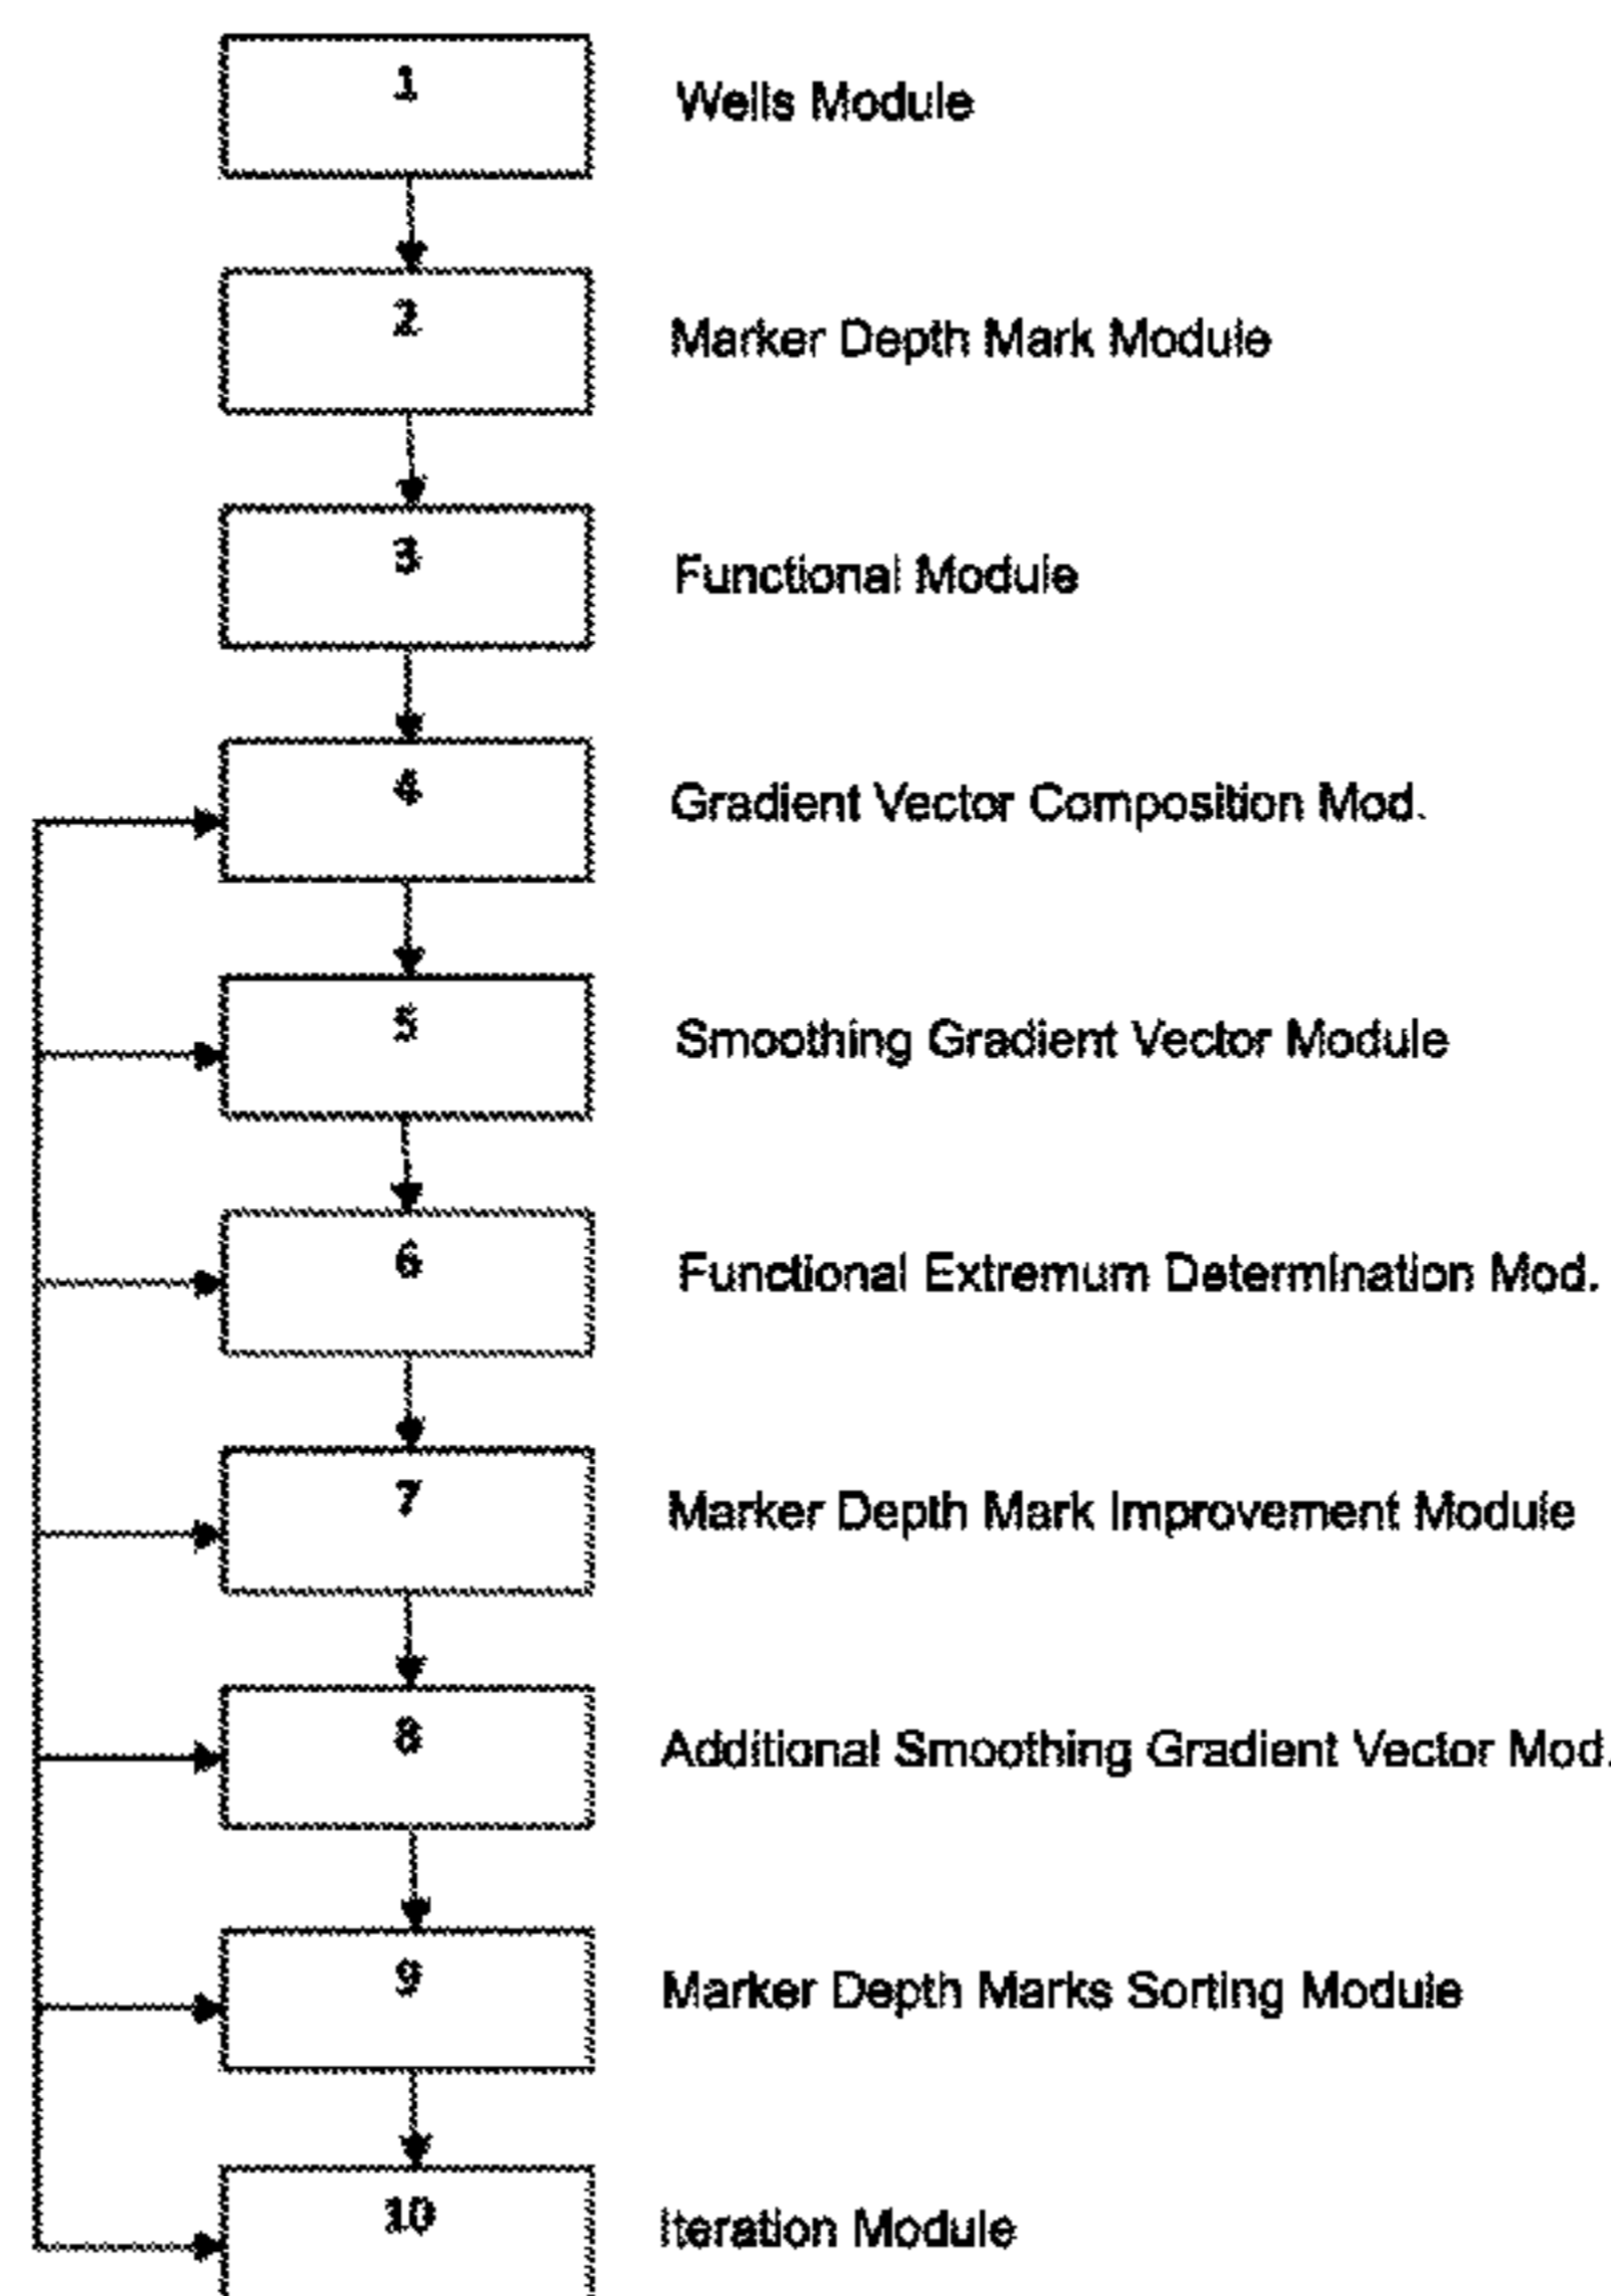 1
Wells Module
2
Marker Depth Mark Module
3
Functional Module
4
Gradient Vector Composition Mod.
5
Smoothing Gradient Vector Module
6
Functional Extremum Determination Mod.
7
Marker Depth Mark Improvement Module
8
Additional Smoothing Gradient Vector Mod.
9
Marker Depth Marks Sorting Module
10
Iteration Module